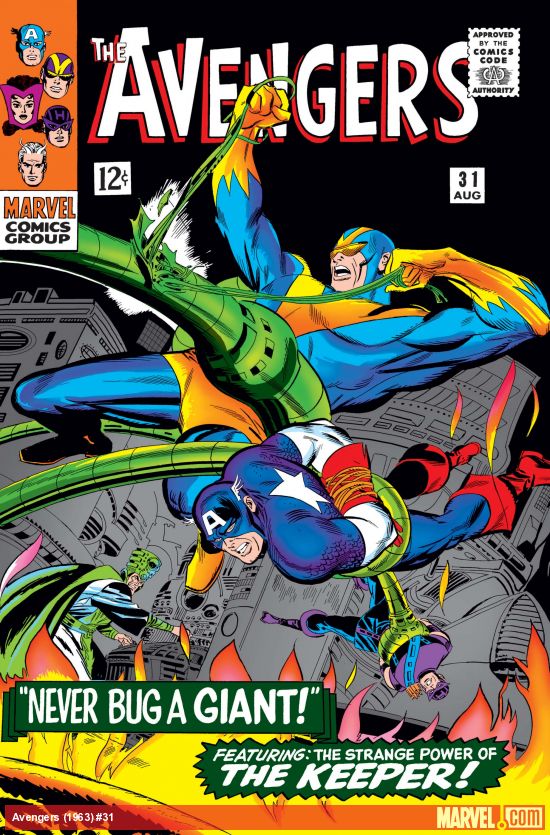 THE AVENGERS
APPROVED
BY THE
COMICS
CODE
AUTHORITY
A
H
12¢
31
AUG
MARVEL
COMICS
GROUP
A
"NEVER BUG A GIANT!"
FEATURING: THE STRANGE POWER OF
THE KEEPER!
Avengers (1963) #31
MARVEL.com